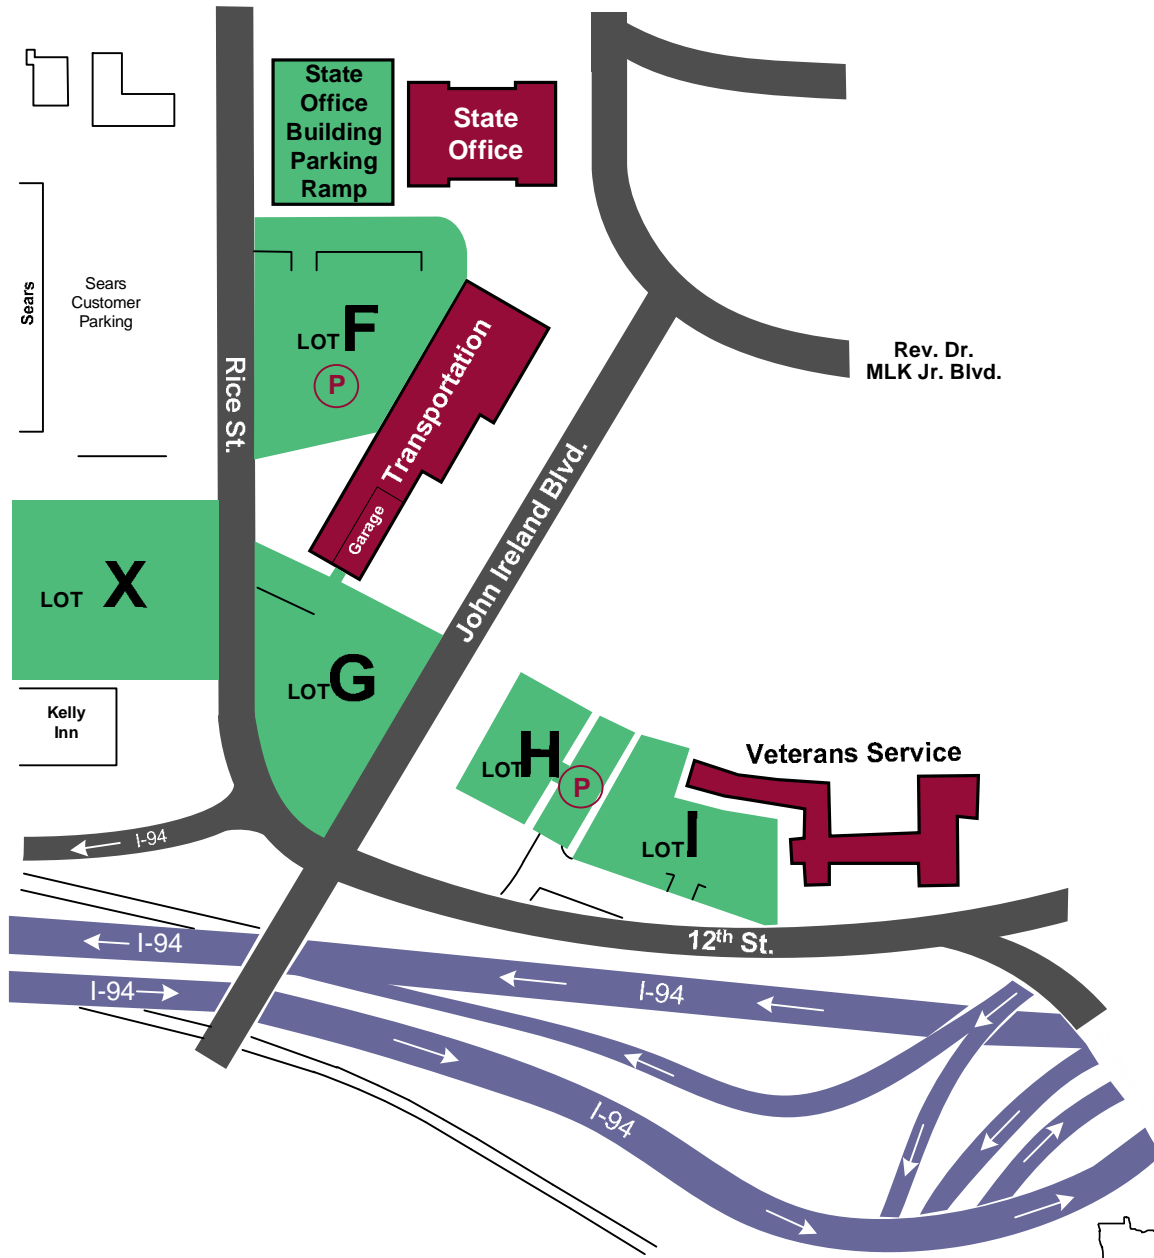 State
Office
Building
Parking
Ramp
State
Office
Sears
Sears
Customer
Parking
LOT F
P
Rice St.
Transportation
Garage
Rev. Dr.
MLK Jr. Blvd.
John Ireland Blvd.
LOT X
LOT G
Kelly
Inn
LOT H
P
LOT I
Veterans Service
I-94
12th St.
I-94
I-94
I-94
I-94